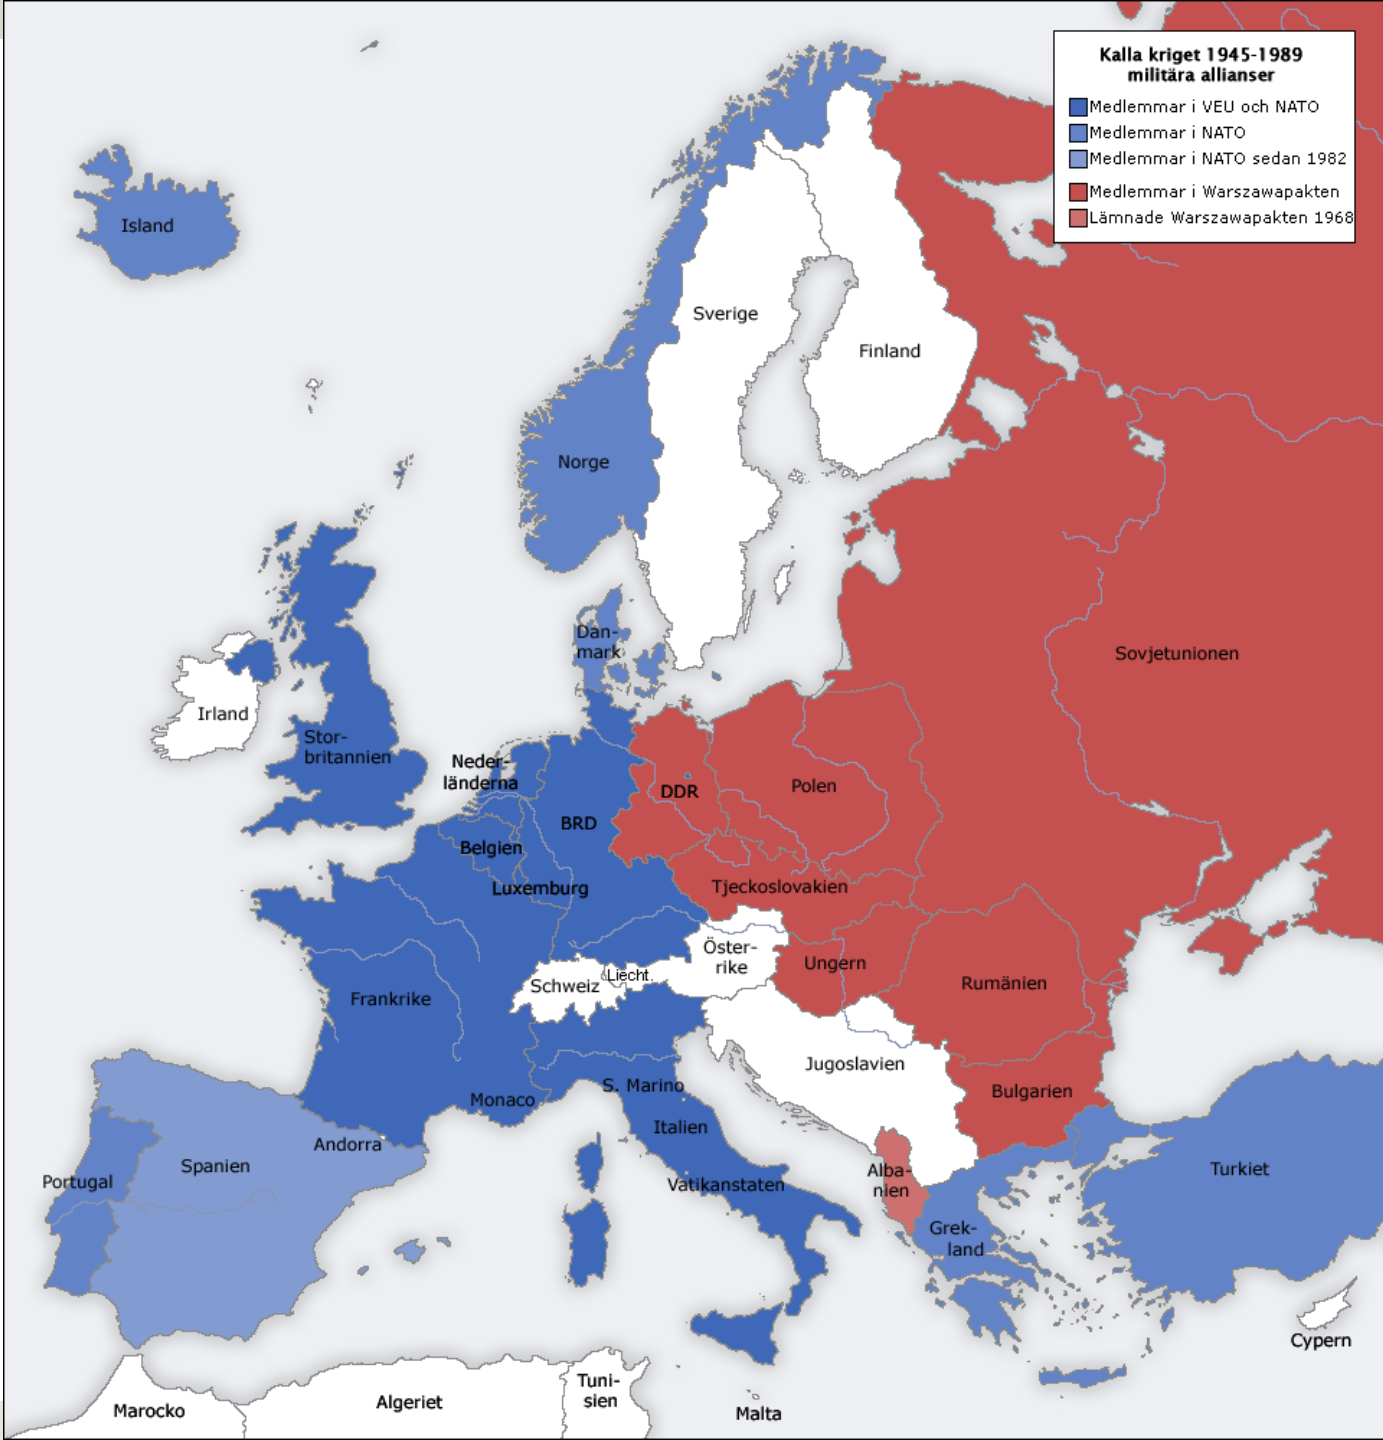 Kalla kriget 1945-1989
militära allianser
Medlemmar i VEU och NATO
Medlemmar i NATO
Medlemmar i NATO sedan 1982
Medlemmar i Warszawapakten
Lämnade Warszawapakten 1968
Island
Sverige
Finland
Norge
Dan-
mark
Sovjetunionen
Irland
Stor-
britannien
Neder-
länderna
DDR
Polen
BRD
Belgien
Luxemburg
Tjeckoslovakien
Öster-
rike
Ungern
Liecht.
Schweiz
Rumänien
Frankrike
Jugoslavien
S. Marino
Bulgarien
Monaco
Italien
Andorra
Spanien
Portugal
Vatikanstaten
Alba-
nien
Turkiet
Grek-
land
Cypern
Tuni-
sien
Algeriet
Marocko
Malta